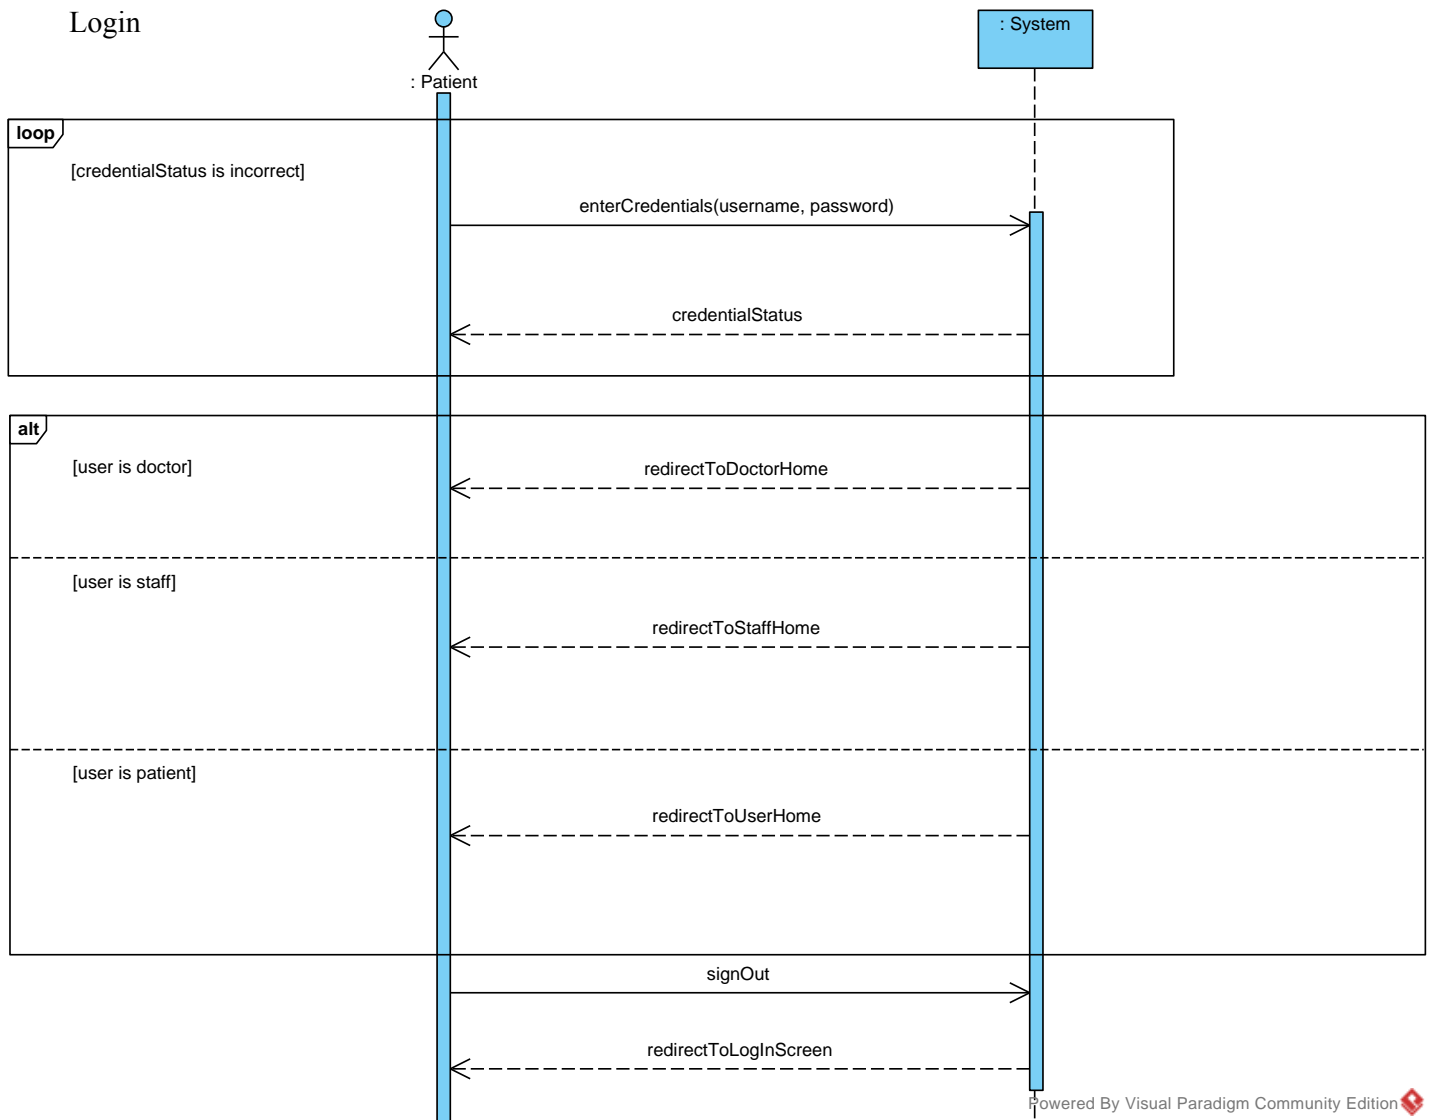 Login
: Patient
: System
loop
[credentialStatus is incorrect]
enterCredentials(username, password)
credentialStatus
alt
[user is doctor]
redirectToDoctorHome
[user is staff]
redirectToStaffHome
[user is patient]
redirectToUserHome
signOut
redirectToLogInScreen
Powered By Visual Paradigm Community Edition